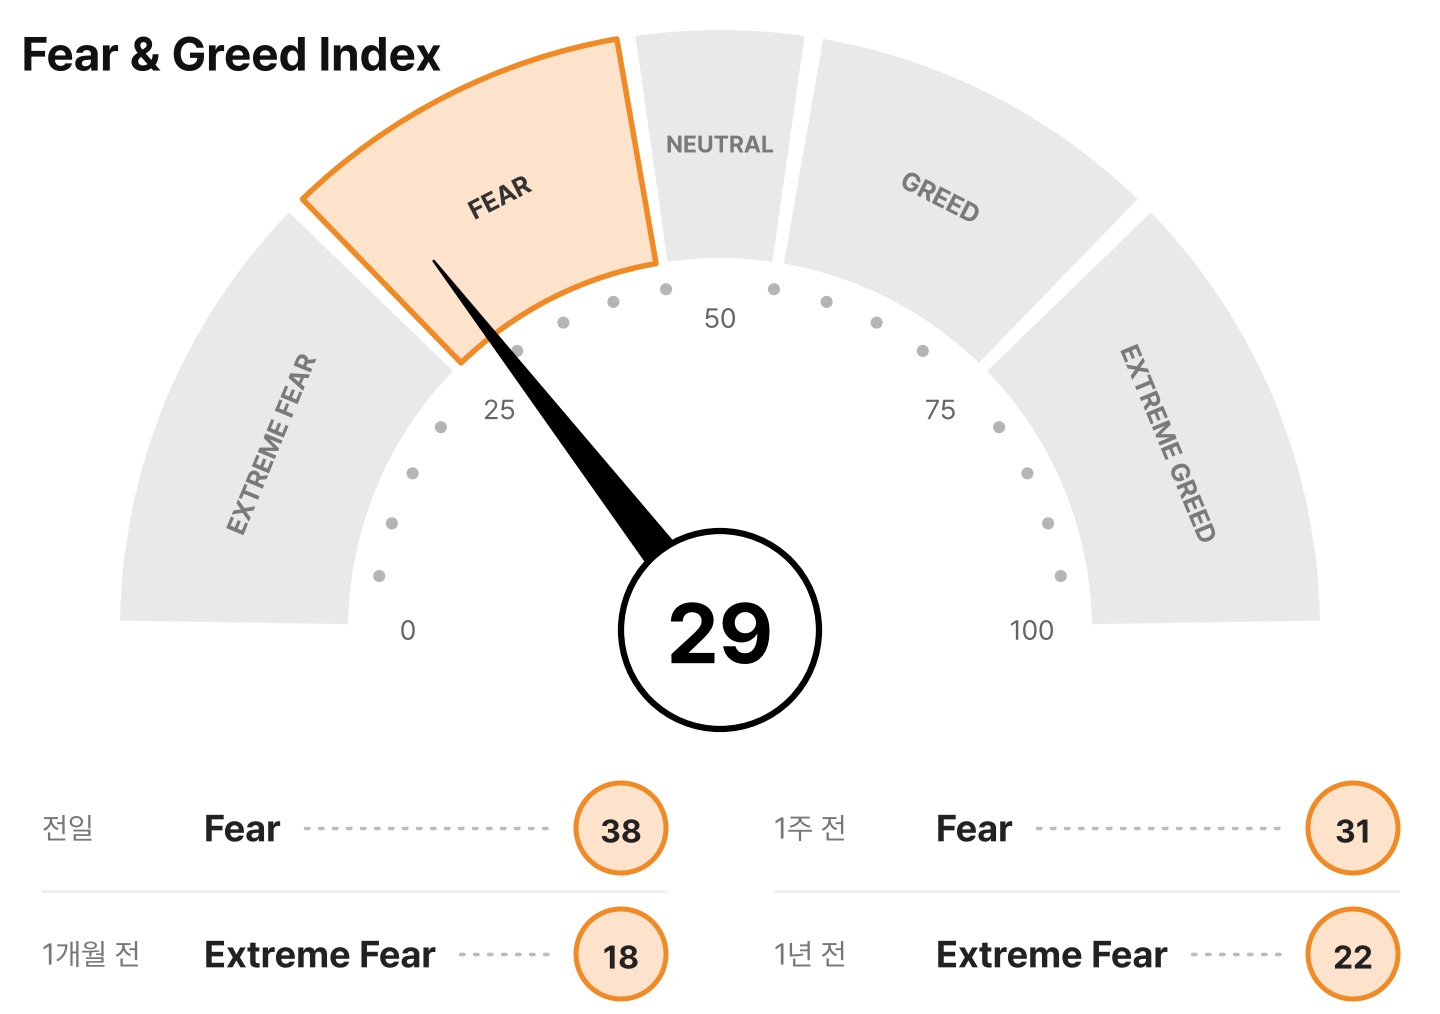 Fear & Greed Index
EXTREME FEAR
FEAR
NEUTRAL
GREED
EXTREME GREED
0
25
50
75
100
29
전일 Fear 38
1주 전 Fear 31
1개월 전 Extreme Fear 18
1년 전 Extreme Fear 22